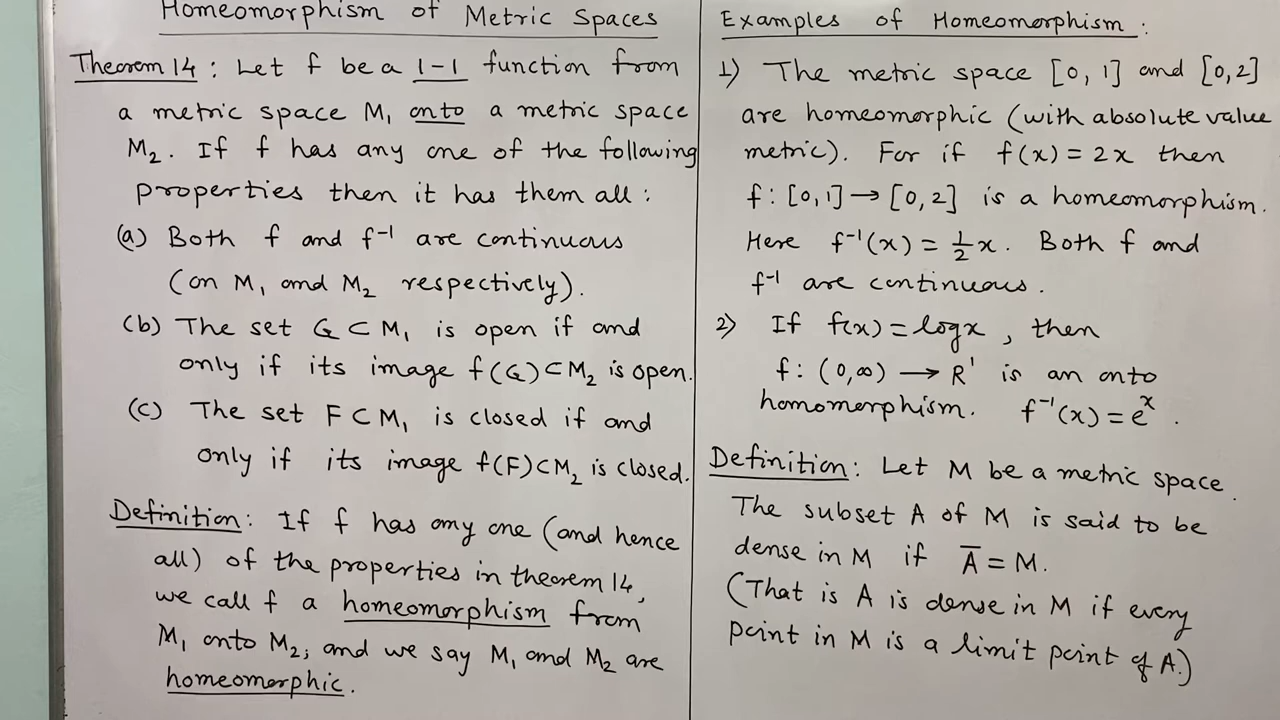 Homeomorphism of Metric Spaces
Theorem 14 : Let f be a 1-1 function from
a metric space M₁ onto a metric space
M₂. If f has any one of the following
properties then it has them all :
(a) Both f and f⁻¹ are continuous
(on M₁ and M₂ respectively).
(b) The set G ⊂ M₁ is open if and
only if its image f(G) ⊂ M₂ is open.
(c) The set F ⊂ M₁ is closed if and
only if its image f(F) ⊂ M₂ is closed.
Definition : If f has any one (and hence
all) of the properties in theorem 14,
we call f a homeomorphism from
M₁ onto M₂, and we say M₁ and M₂ are
homeomorphic.
Examples of Homeomorphism :
1) The metric space [0, 1] and [0,2]
are homeomorphic (with absolute value
metric). For if f(x) = 2x then
f : [0,1] → [0,2] is a homeomorphism.
Here f⁻¹(x) = ½x. Both f and
f⁻¹ are continuous.
2) If f(x) = log x , then
f : (0,∞) → R¹ is an onto
homomorphism. f⁻¹(x) = eˣ .
Definition : Let M be a metric space.
The subset A of M is said to be
dense in M if A̅ = M.
(That is A is dense in M if every
point in M is a limit point of A.)